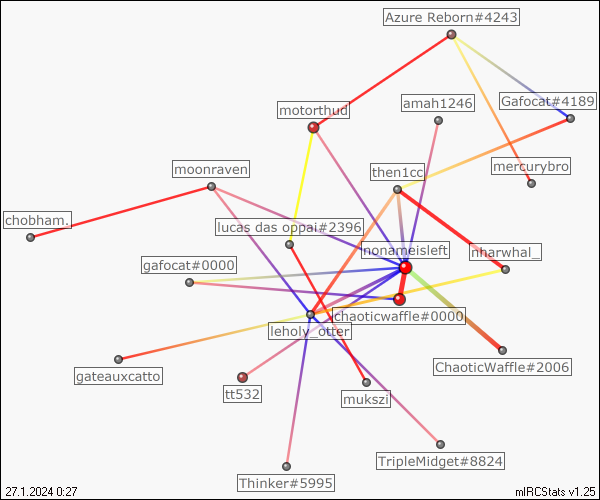 Azure Reborn#4243
amah1246
Gafocat#4189
motorthud
moonraven
then1cc
mercurybro
chobham.
lucas das oppai#2396
gafocat#0000
nonameisleft
nharwhal_
chaoticwaffle#0000
leholy_otter
gateauxcatto
ChaoticWaffle#2006
tt532
mukszi
TripleMidget#8824
Thinker#5995
27.1.2024 0:27
mIRCStats v1.25